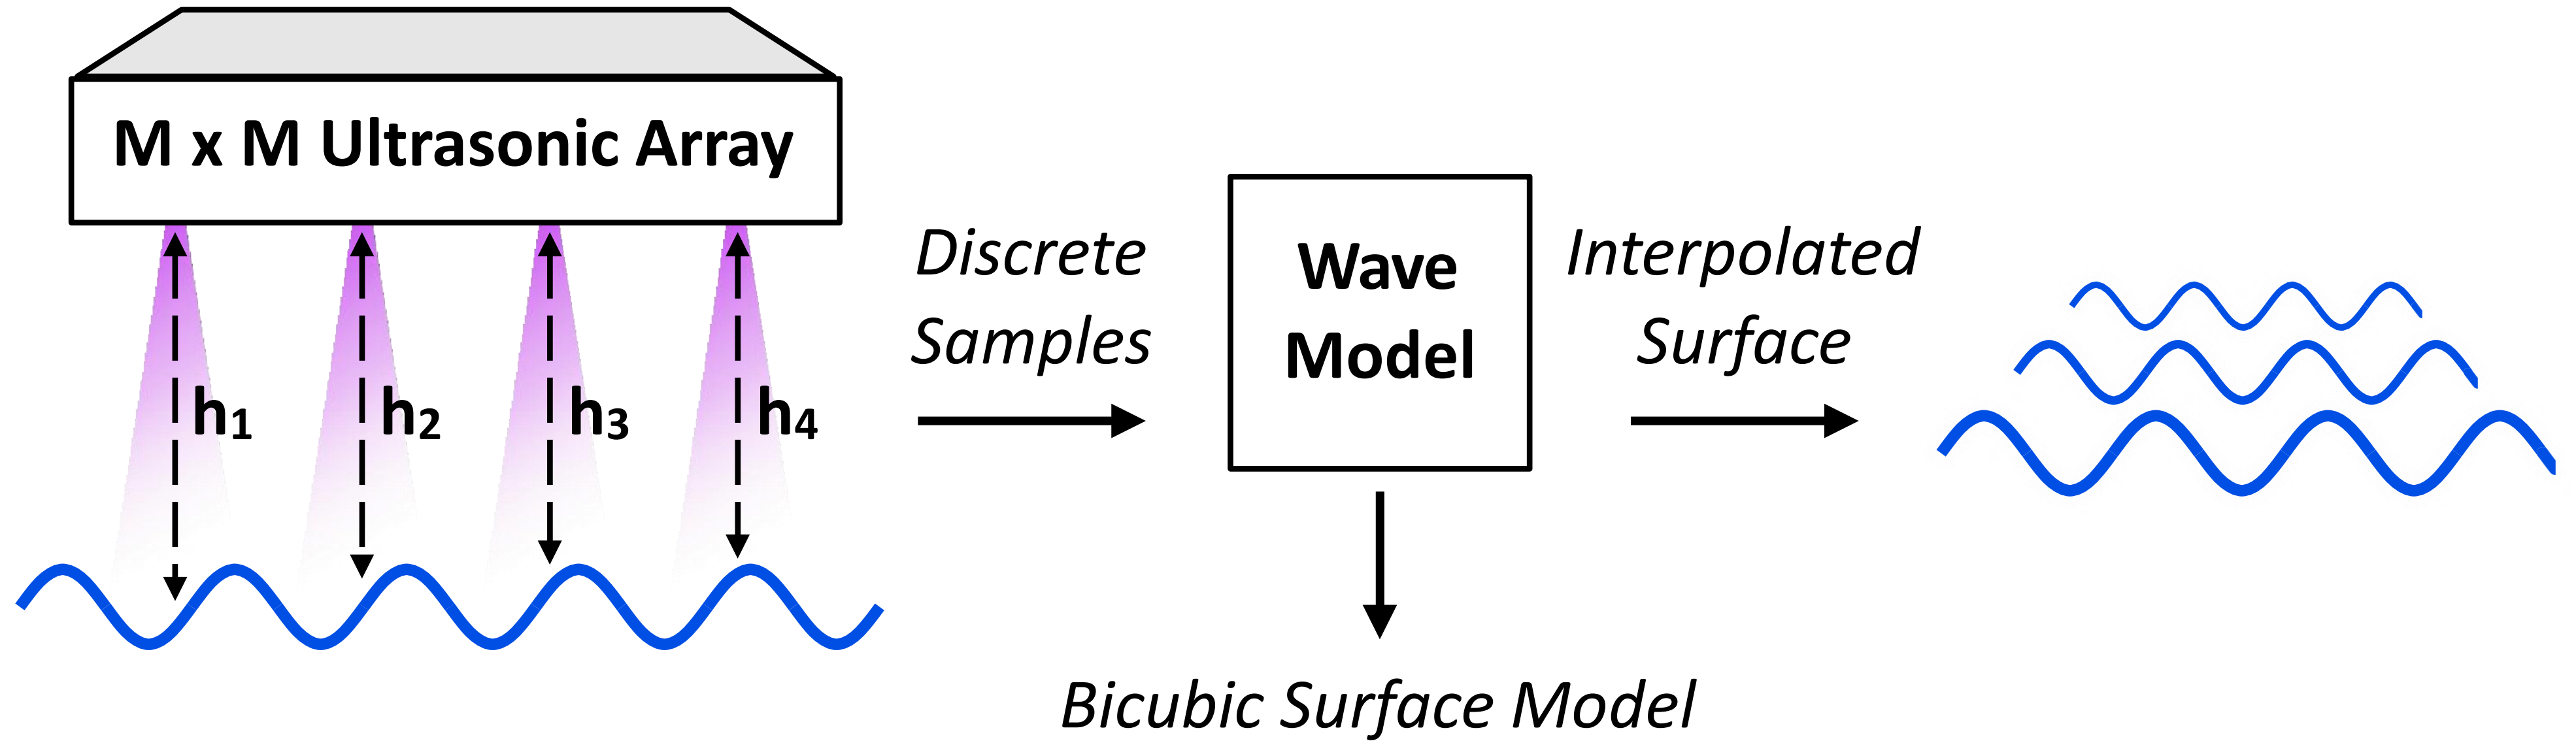 M x M Ultrasonic Array
h1
h2
h3
h4
Discrete
Samples
Wave
Model
Interpolated
Surface
Bicubic Surface Model